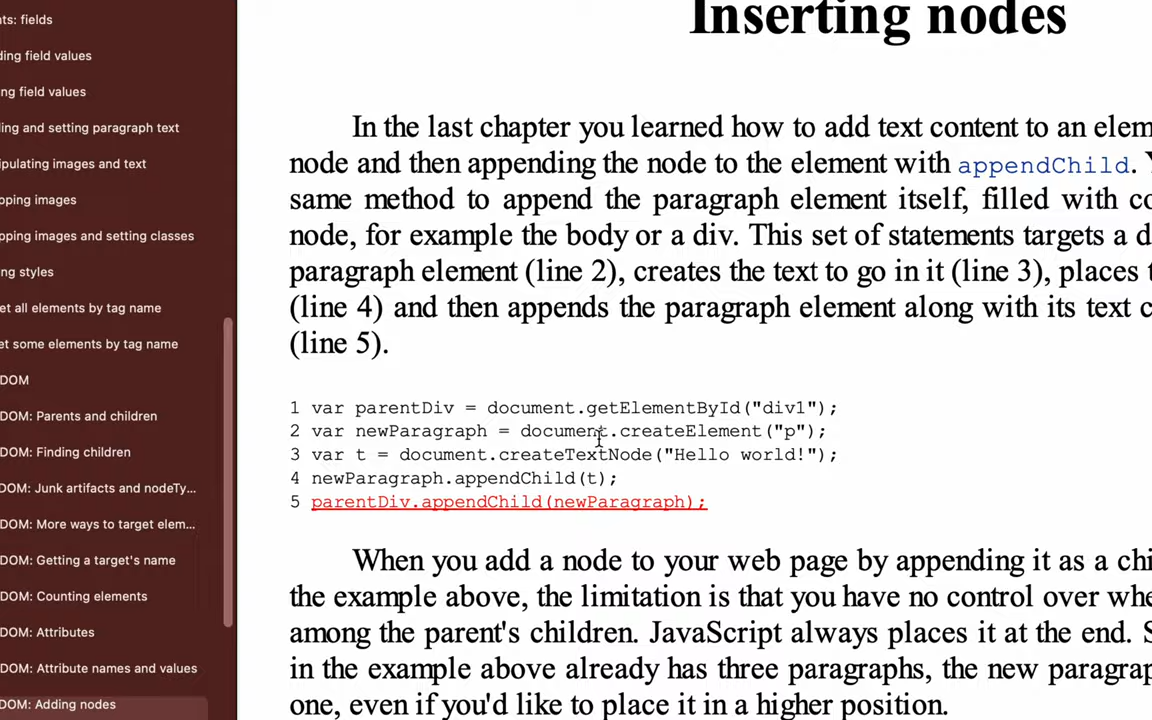 nts: fields
ding field values
ng field values
ling and setting paragraph text
ipulating images and text
pping images
pping images and setting classes
ng styles
et all elements by tag name
et some elements by tag name
DOM
DOM: Parents and children
DOM: Finding children
DOM: Junk artifacts and nodeTy...
DOM: More ways to target elem...
DOM: Getting a target's name
DOM: Counting elements
DOM: Attributes
DOM: Attribute names and values
DOM: Adding nodes
Inserting nodes
In the last chapter you learned how to add text content to an elem
node and then appending the node to the element with appendChild. Y
same method to append the paragraph element itself, filled with co
node, for example the body or a div. This set of statements targets a d
paragraph element (line 2), creates the text to go in it (line 3), places t
(line 4) and then appends the paragraph element along with its text c
(line 5).
1 var parentDiv = document.getElementById("div1");
2 var newParagraph = document.createElement("p");
3 var t = document.createTextNode("Hello world!");
4 newParagraph.appendChild(t);
5 parentDiv.appendChild(newParagraph);
When you add a node to your web page by appending it as a chi
the example above, the limitation is that you have no control over whe
among the parent's children. JavaScript always places it at the end. S
in the example above already has three paragraphs, the new paragrap
one, even if you'd like to place it in a higher position.